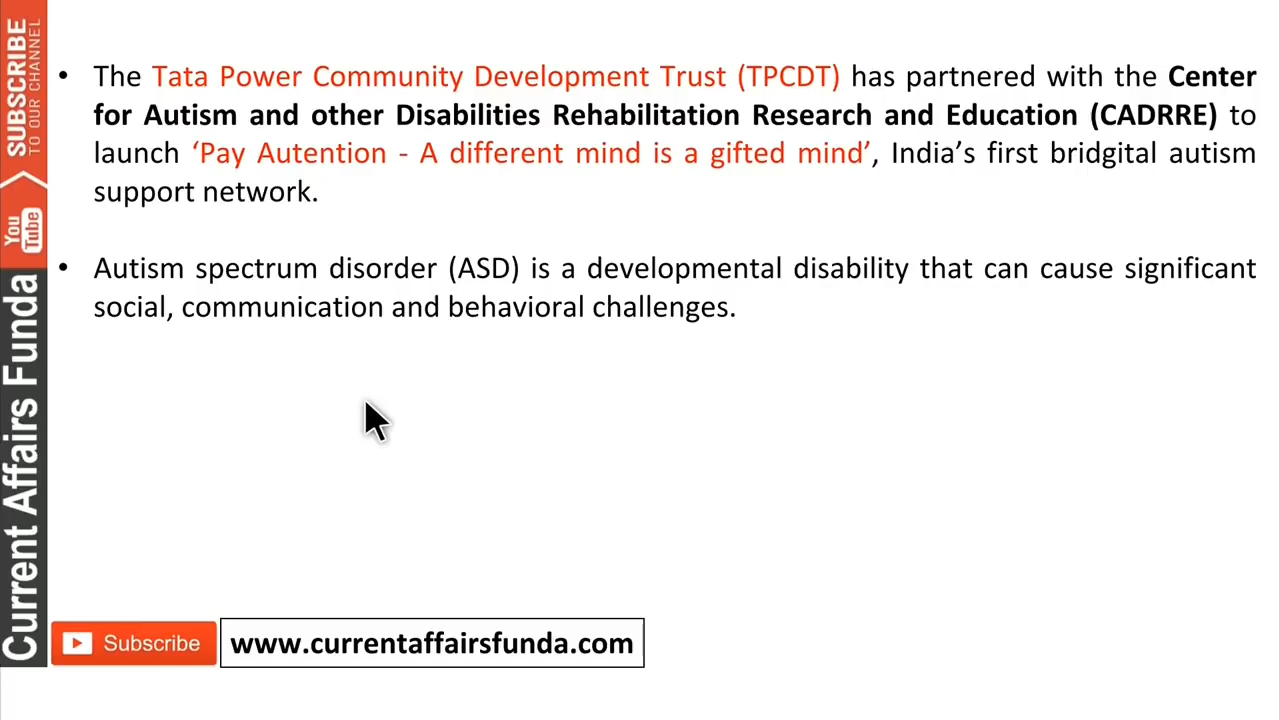 • The Tata Power Community Development Trust (TPCDT) has partnered with the Center
for Autism and other Disabilities Rehabilitation Research and Education (CADRRE) to
launch ‘Pay Autention - A different mind is a gifted mind’, India’s first bridgital autism
support network.
• Autism spectrum disorder (ASD) is a developmental disability that can cause significant
social, communication and behavioral challenges.
SUBSCRIBE
TO OUR CHANNEL
You
Tube
Current Affairs Funda
Subscribe
www.currentaffairsfunda.com